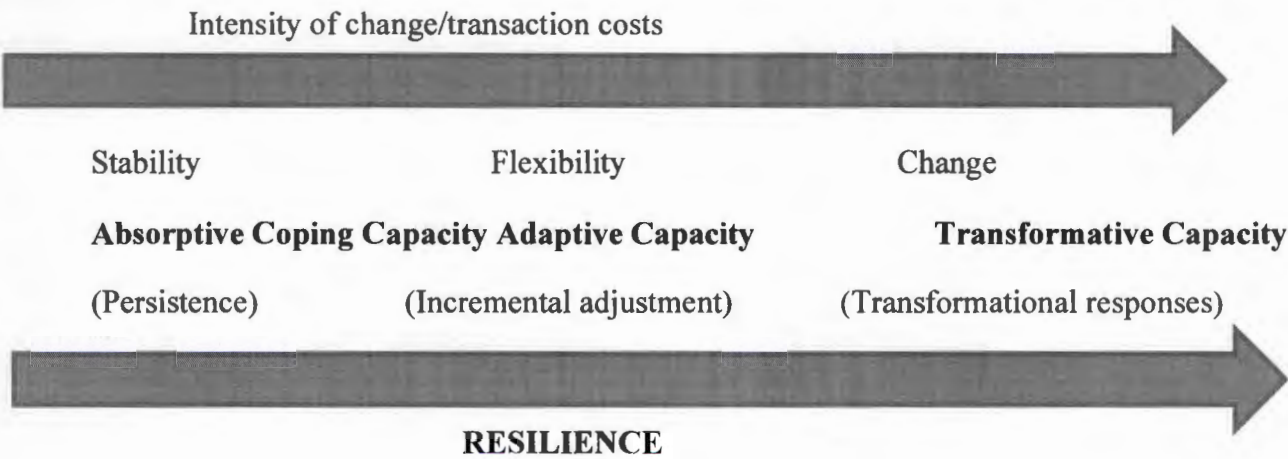 Intensity of change/transaction costs
Stability Flexibility Change
Absorptive Coping Capacity Adaptive Capacity Transformative Capacity
(Persistence) (Incremental adjustment) (Transformational responses)
RESILIENCE